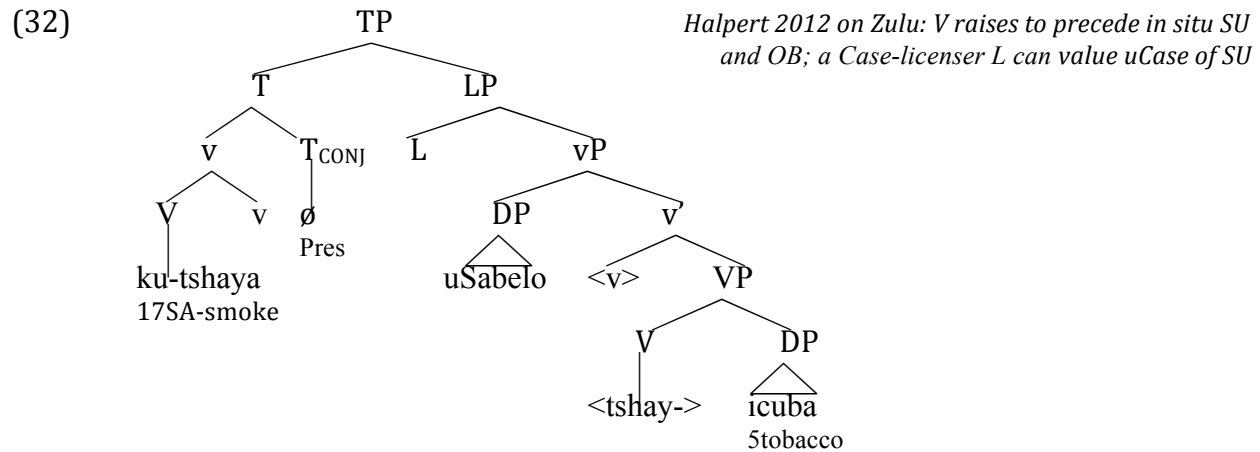 (32) TP Halpert 2012 on Zulu: V raises to precede in situ SU
and OB; a Case-licenser L can value uCase of SU
T LP
v T CONJ L vP
V v ø DP v’
Pres
ku-tshaya uSabelo <v> VP
17SA-smoke
V DP
<tshay-> icuba
5tobacco